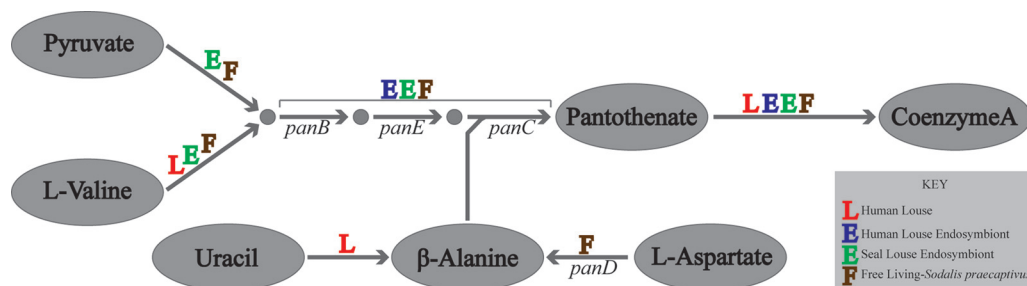 Pyruvate
E F
E E F
L E E F
panB
panE
panC
Pantothenate
CoenzymeA
L E F
L-Valine
KEY
L Human Louse
E Human Louse Endosymbiont
E Seal Louse Endosymbiont
F Free Living-Sodalis praecaptivus
Uracil
L
β-Alanine
F
panD
L-Aspartate